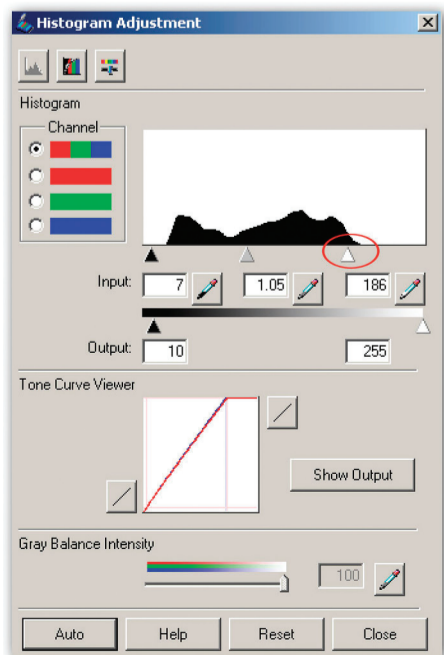 Histogram Adjustment
Histogram
Channel
Input: 7 1.05 186
Output: 10 255
Tone Curve Viewer
Show Output
Gray Balance Intensity
100
Auto Help Reset Close